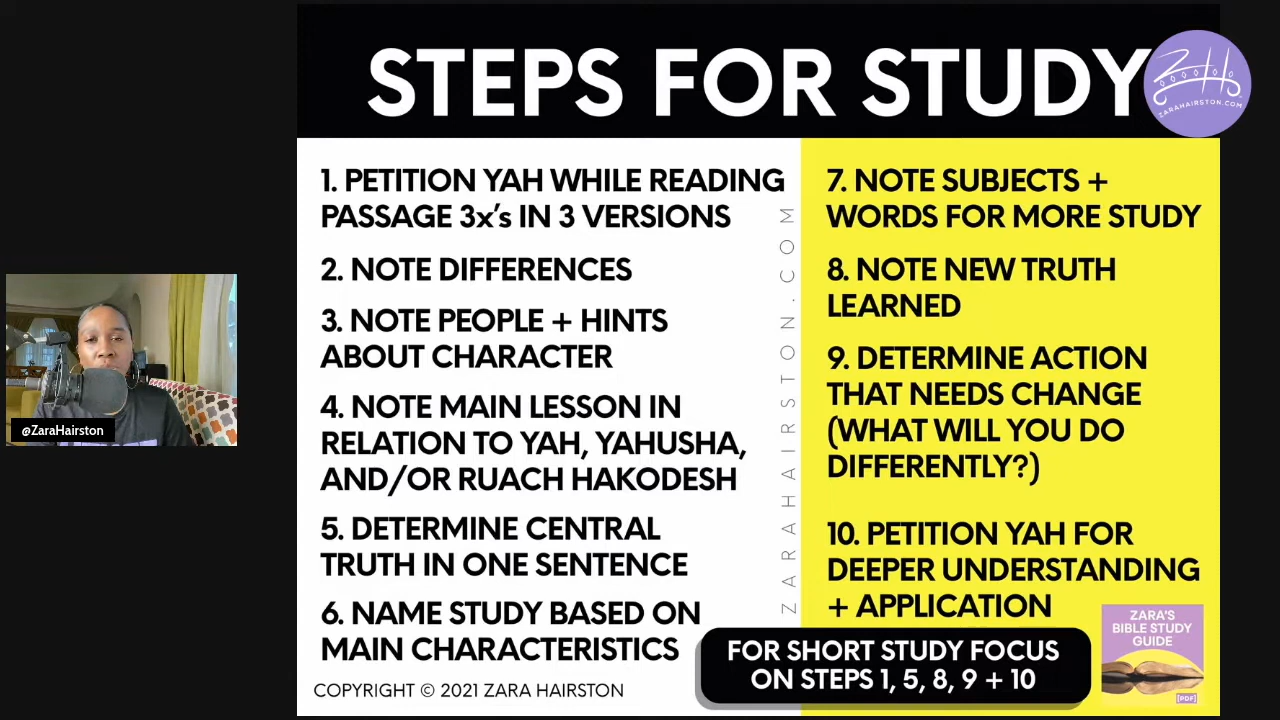 STEPS FOR STUDY
ZARAHAIRSTON.COM
1. PETITION YAH WHILE READING
PASSAGE 3x's IN 3 VERSIONS
2. NOTE DIFFERENCES
3. NOTE PEOPLE + HINTS
ABOUT CHARACTER
4. NOTE MAIN LESSON IN
RELATION TO YAH, YAHUSHA,
AND/OR RUACH HAKODESH
5. DETERMINE CENTRAL
TRUTH IN ONE SENTENCE
6. NAME STUDY BASED ON
MAIN CHARACTERISTICS
COPYRIGHT © 2021 ZARA HAIRSTON
ZARAHAIRSTON.COM
7. NOTE SUBJECTS +
WORDS FOR MORE STUDY
8. NOTE NEW TRUTH
LEARNED
9. DETERMINE ACTION
THAT NEEDS CHANGE
(WHAT WILL YOU DO
DIFFERENTLY?)
10. PETITION YAH FOR
DEEPER UNDERSTANDING
+ APPLICATION
FOR SHORT STUDY FOCUS
ON STEPS 1, 5, 8, 9 + 10
ZARA'S
BIBLE STUDY
GUIDE
[PDF]
@ZaraHairston